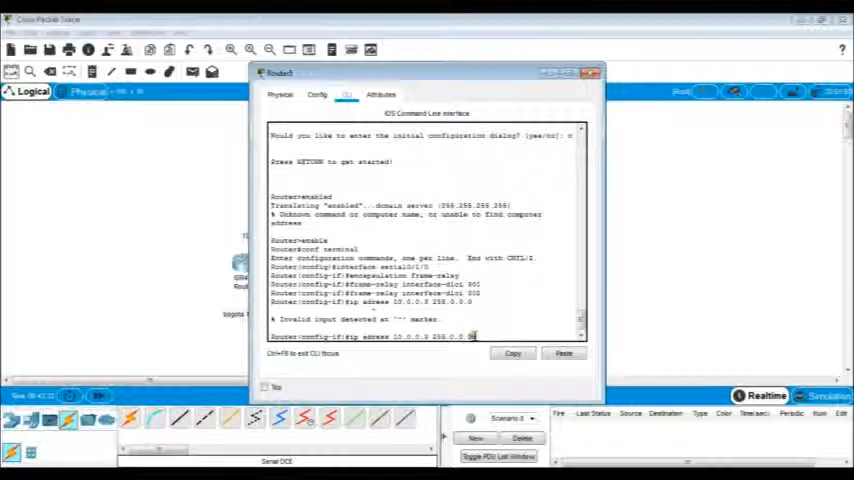 Cisco Packet Tracer
Logical
Physical
[Root]
Router5
Physical
Config
CLI
Attributes
IOS Command Line Interface
Would you like to enter the initial configuration dialog? [yes/no]: n
Press RETURN to get started!
Router>enabled
Translating "enabled"...domain server (255.255.255.255)
% Unknown command or computer name, or unable to find computer
address
Router>enable
Router#conf terminal
Enter configuration commands, one per line. End with CNTL/Z.
Router(config)#interface serial0/1/0
Router(config-if)#encapsulation frame-relay
Router(config-if)#frame-relay interface-dlci 801
Router(config-if)#frame-relay interface-dlci 802
Router(config-if)#ip adress 10.0.0.3 255.0.0.0
^
% Invalid input detected at '^' marker.
Router(config-if)#ip adress 10.0.0.3 255.0.0.0
Ctrl+F6 to exit CLI focus
Copy
Paste
Top
ISR4
bogota
Realtime
Simulation
Scenario 0
New
Delete
Toggle PDU List Window
Fire
Last Status
Source
Destination
Type
Color
Time(sec)
Periodic
Num
Edit
Serial DCE